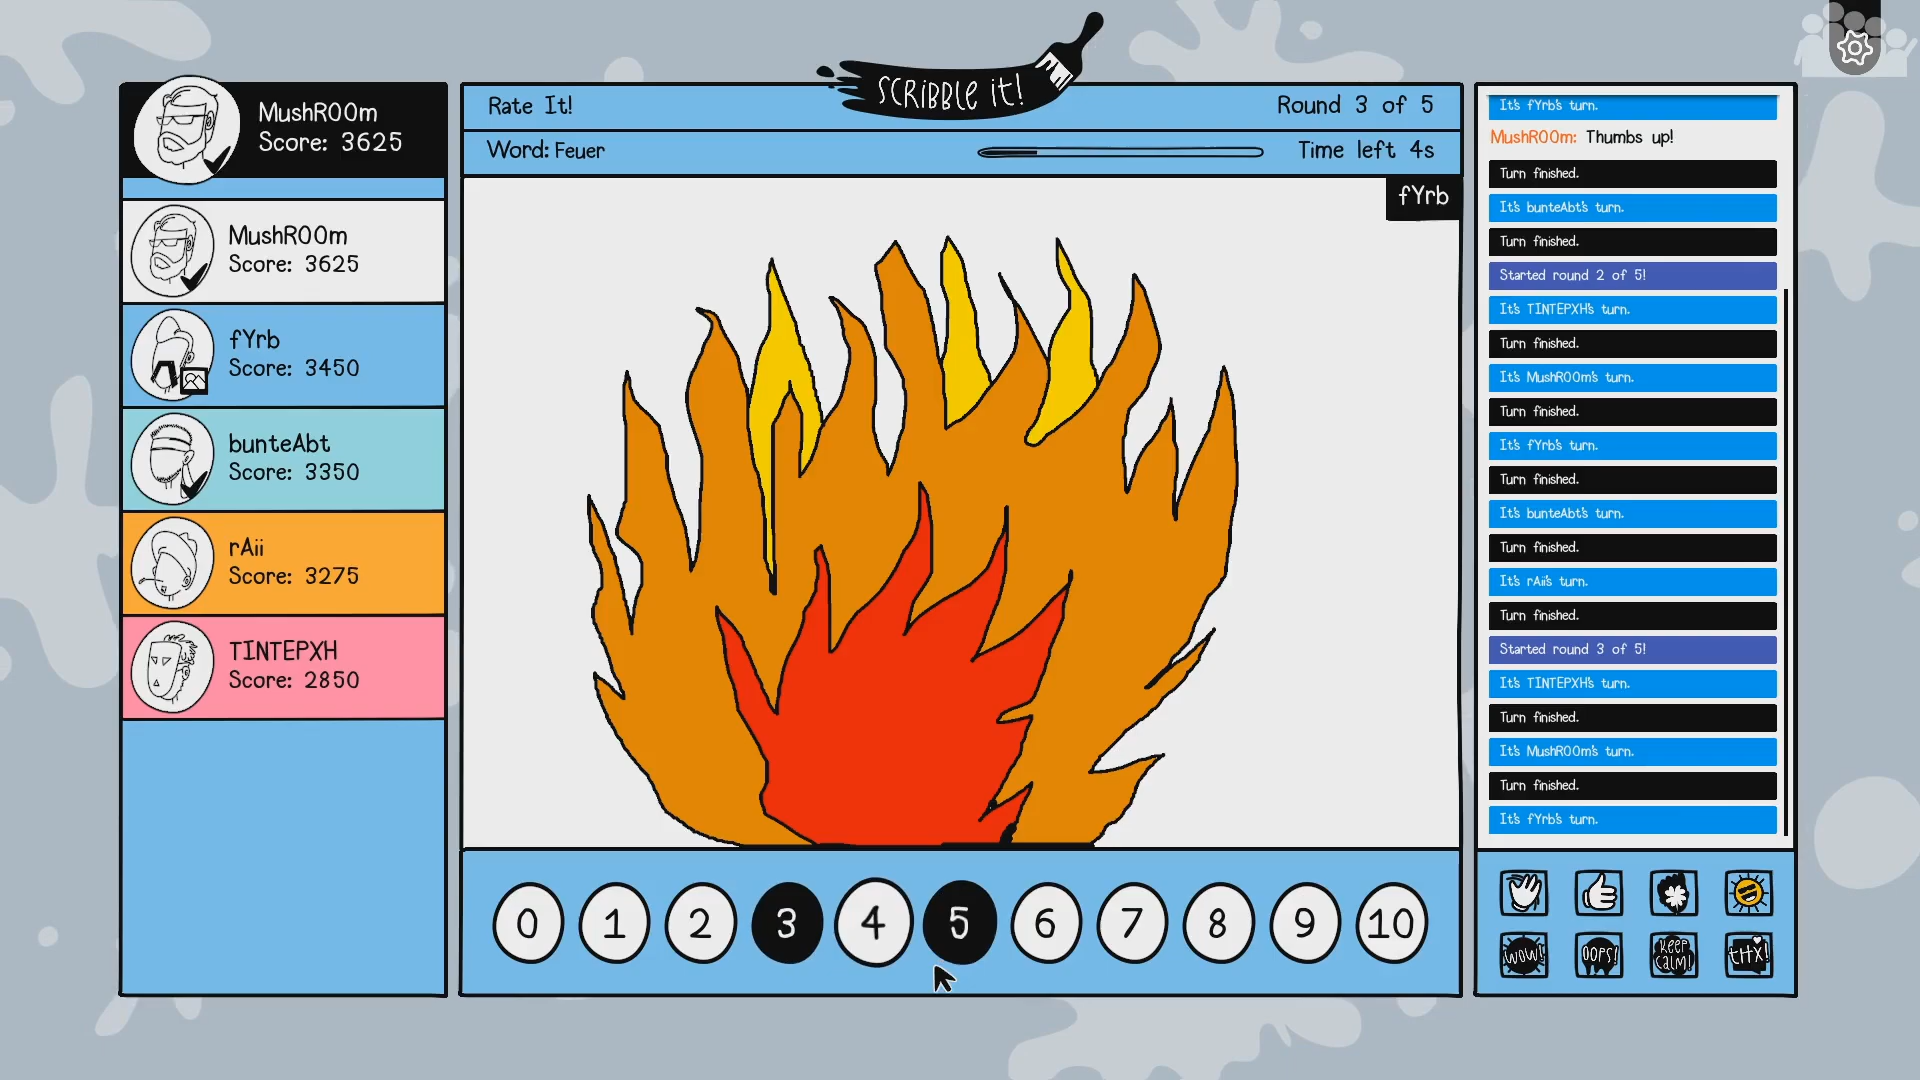 SCRIBBLE iT!
MushR00m
Score: 3625
MushR00m
Score: 3625
fYrb
Score: 3450
bunteAbt
Score: 3350
rAii
Score: 3275
TINTEPXH
Score: 2850
Rate It!
Round 3 of 5
Word: Feuer
Time left 4s
fYrb
0 1 2 3 4 5 6 7 8 9 10
It's fYrb's turn.
MushR00m: Thumbs up!
Turn finished.
It's bunteAbt's turn.
Turn finished.
Started round 2 of 5!
It's TINTEPXH's turn.
Turn finished.
It's MushR00m's turn.
Turn finished.
It's fYrb's turn.
Turn finished.
It's bunteAbt's turn.
Turn finished.
It's rAii's turn.
Turn finished.
Started round 3 of 5!
It's TINTEPXH's turn.
Turn finished.
It's MushR00m's turn.
Turn finished.
It's fYrb's turn.
WOW!
OOPS!
KEEP CALM!
tHX!